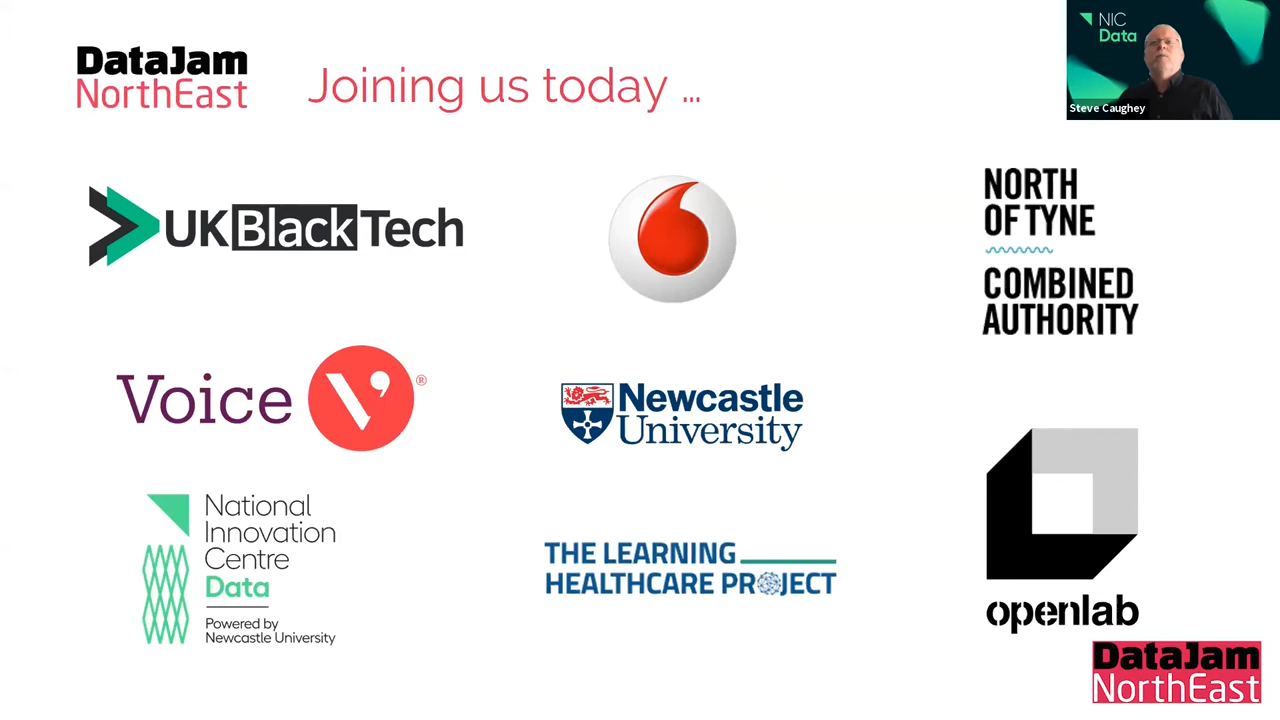 DataJam
NorthEast
Joining us today ...
NIC
Data
Steve Caughey
UKBlackTech
NORTH
OF TYNE
COMBINED
AUTHORITY
Voice V’®
Newcastle
University
National
Innovation
Centre
Data
Powered by
Newcastle University
THE LEARNING
HEALTHCARE PROJECT
openlab
DataJam
NorthEast